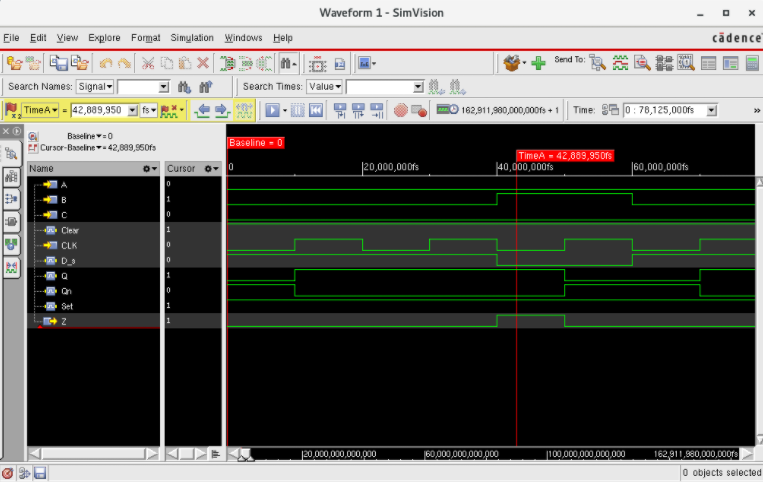 Waveform 1 - SimVision
File Edit View Explore Format Simulation Windows Help
cādence
Send To:
Search Names: Signal
Search Times: Value
x 2 TimeA = 42,889,950 fs
162,911,980,000,000fs + 1
Time: 0 : 78,125,000fs
»
Baseline = 0
Cursor-Baseline = 42,889,950fs
Baseline = 0
TimeA = 42,889,950fs
Name Cursor
0 20,000,000fs 40,000,000fs 60,000,000fs
A 0
B 1
C 0
Clear 1
CLK 0
D_s 0
Q 1
Qn 0
Set 1
Z 1
20,000,000,000,000 60,000,000,000,000 100,000,000,000,000 162,911,980,000,000fs
0 objects selected